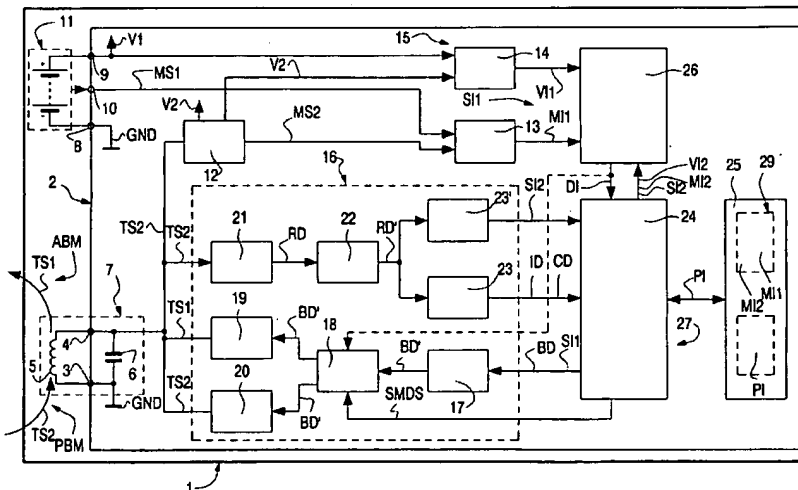 11
V1
15
14
9
V2
VI1
26
MS1
SI1
10
V2
MS2
MI1
8
GND
12
13
16
DI
VI2
MI2
SI2
2
23'
SI2
25
29
TS2
TS2
21
RD
22
RD'
24
ABM
TS1
7
23
ID
CD
PI
MI1
MI2
TS1
19
BD'
4
27
5
6
18
BD'
BD
SI1
3
TS2
20
BD'
17
SMDS
PI
GND
TS2
PBM
1